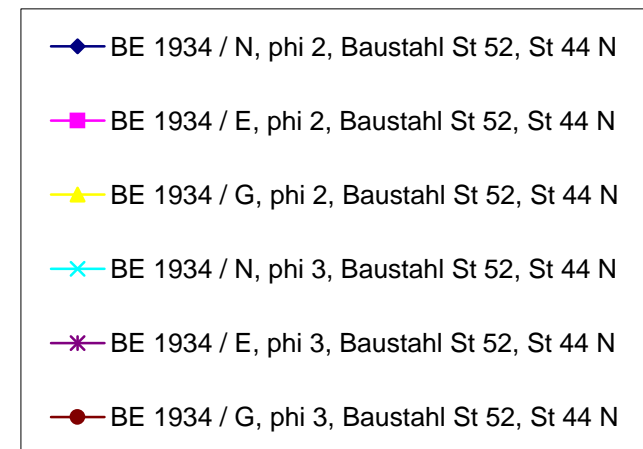 BE 1934 / N, phi 2, Baustahl St 52, St 44 N
BE 1934 / E, phi 2, Baustahl St 52, St 44 N
BE 1934 / G, phi 2, Baustahl St 52, St 44 N
BE 1934 / N, phi 3, Baustahl St 52, St 44 N
BE 1934 / E, phi 3, Baustahl St 52, St 44 N
BE 1934 / G, phi 3, Baustahl St 52, St 44 N